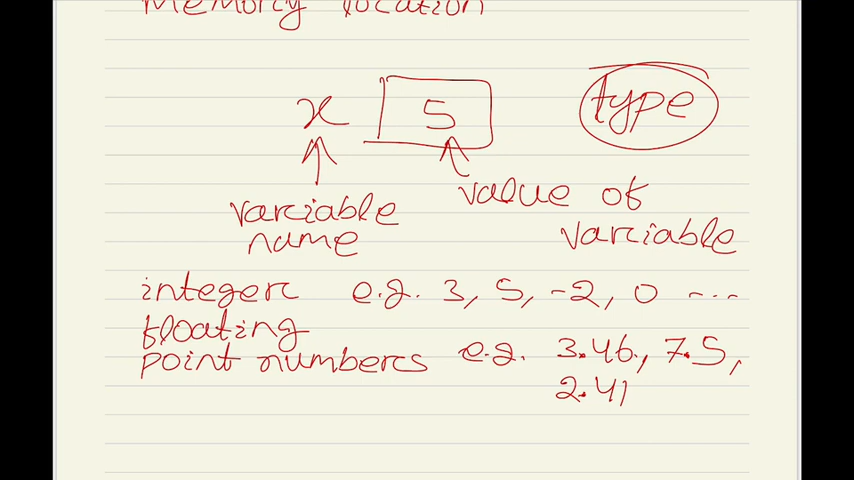 Memory location
x 5 type
variable name
value of variable
integer e.g. 3, 5, -2, 0 ...
floating
point numbers e.g. 3.46, 7.5,
2.41